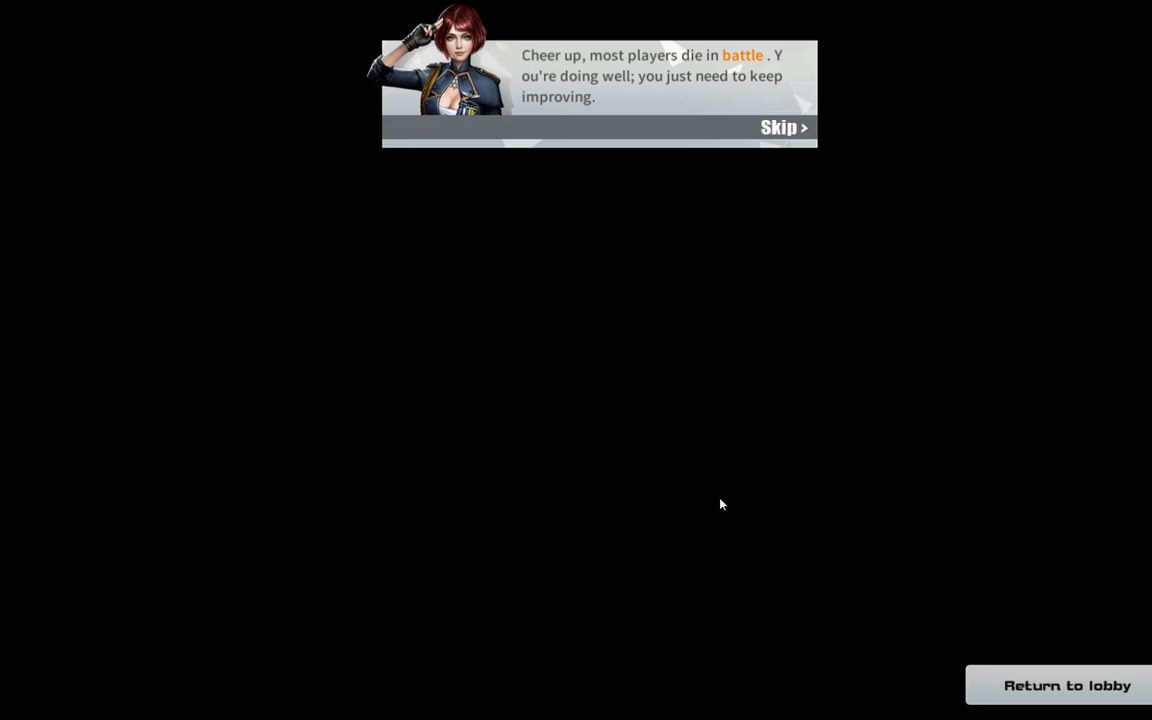 Cheer up, most players die in battle . Y
ou're doing well; you just need to keep
improving.
Skip >
Return to lobby